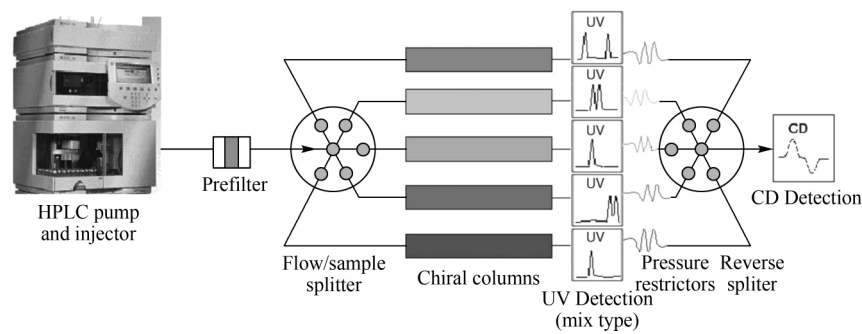 UV
UV
UV
UV
UV
CD
Prefilter
CD Detection
HPLC pump
and injector
Flow/sample
splitter
Chiral columns
UV Detection
(mix type)
Pressure
restrictors
Reverse
spliter